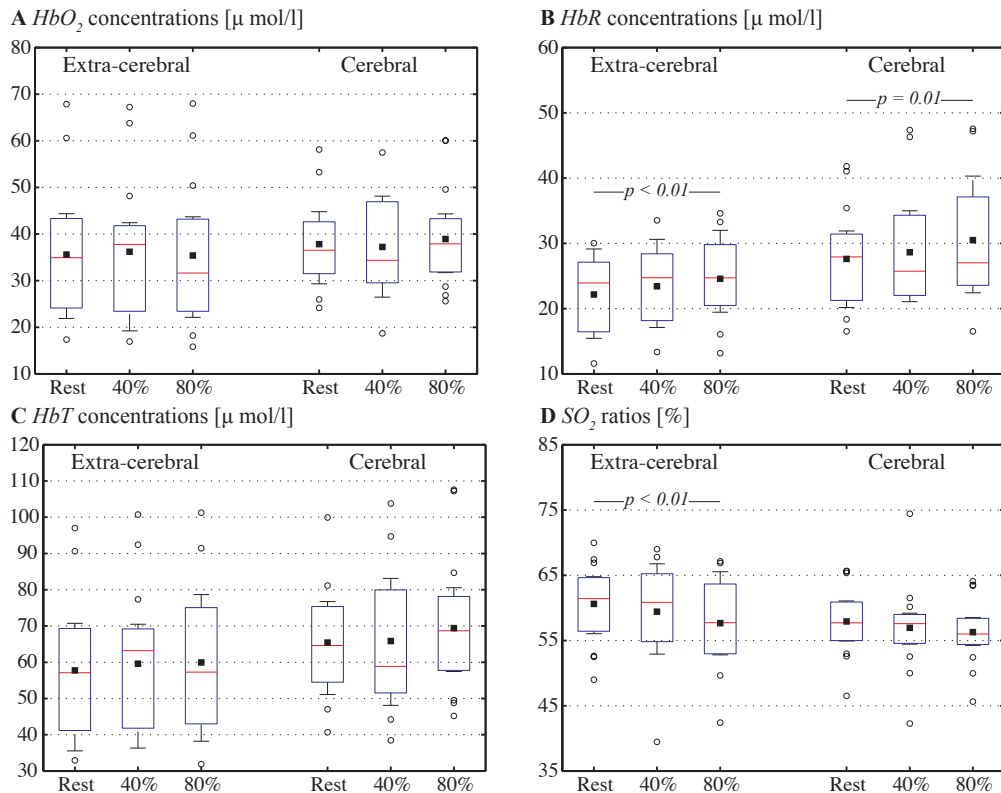 A HbO2 concentrations [μ mol/l]
80
70
60
50
40
30
20
10
Extra-cerebral Cerebral
Rest 40% 80% Rest 40% 80%
B HbR concentrations [μ mol/l]
60
50
40
30
20
10
Extra-cerebral Cerebral
p = 0.01
p < 0.01
Rest 40% 80% Rest 40% 80%
C HbT concentrations [μ mol/l]
120
110
100
90
80
70
60
50
40
30
Extra-cerebral Cerebral
Rest 40% 80% Rest 40% 80%
D SO2 ratios [%]
85
75
65
55
45
35
Extra-cerebral Cerebral
p < 0.01
Rest 40% 80% Rest 40% 80%